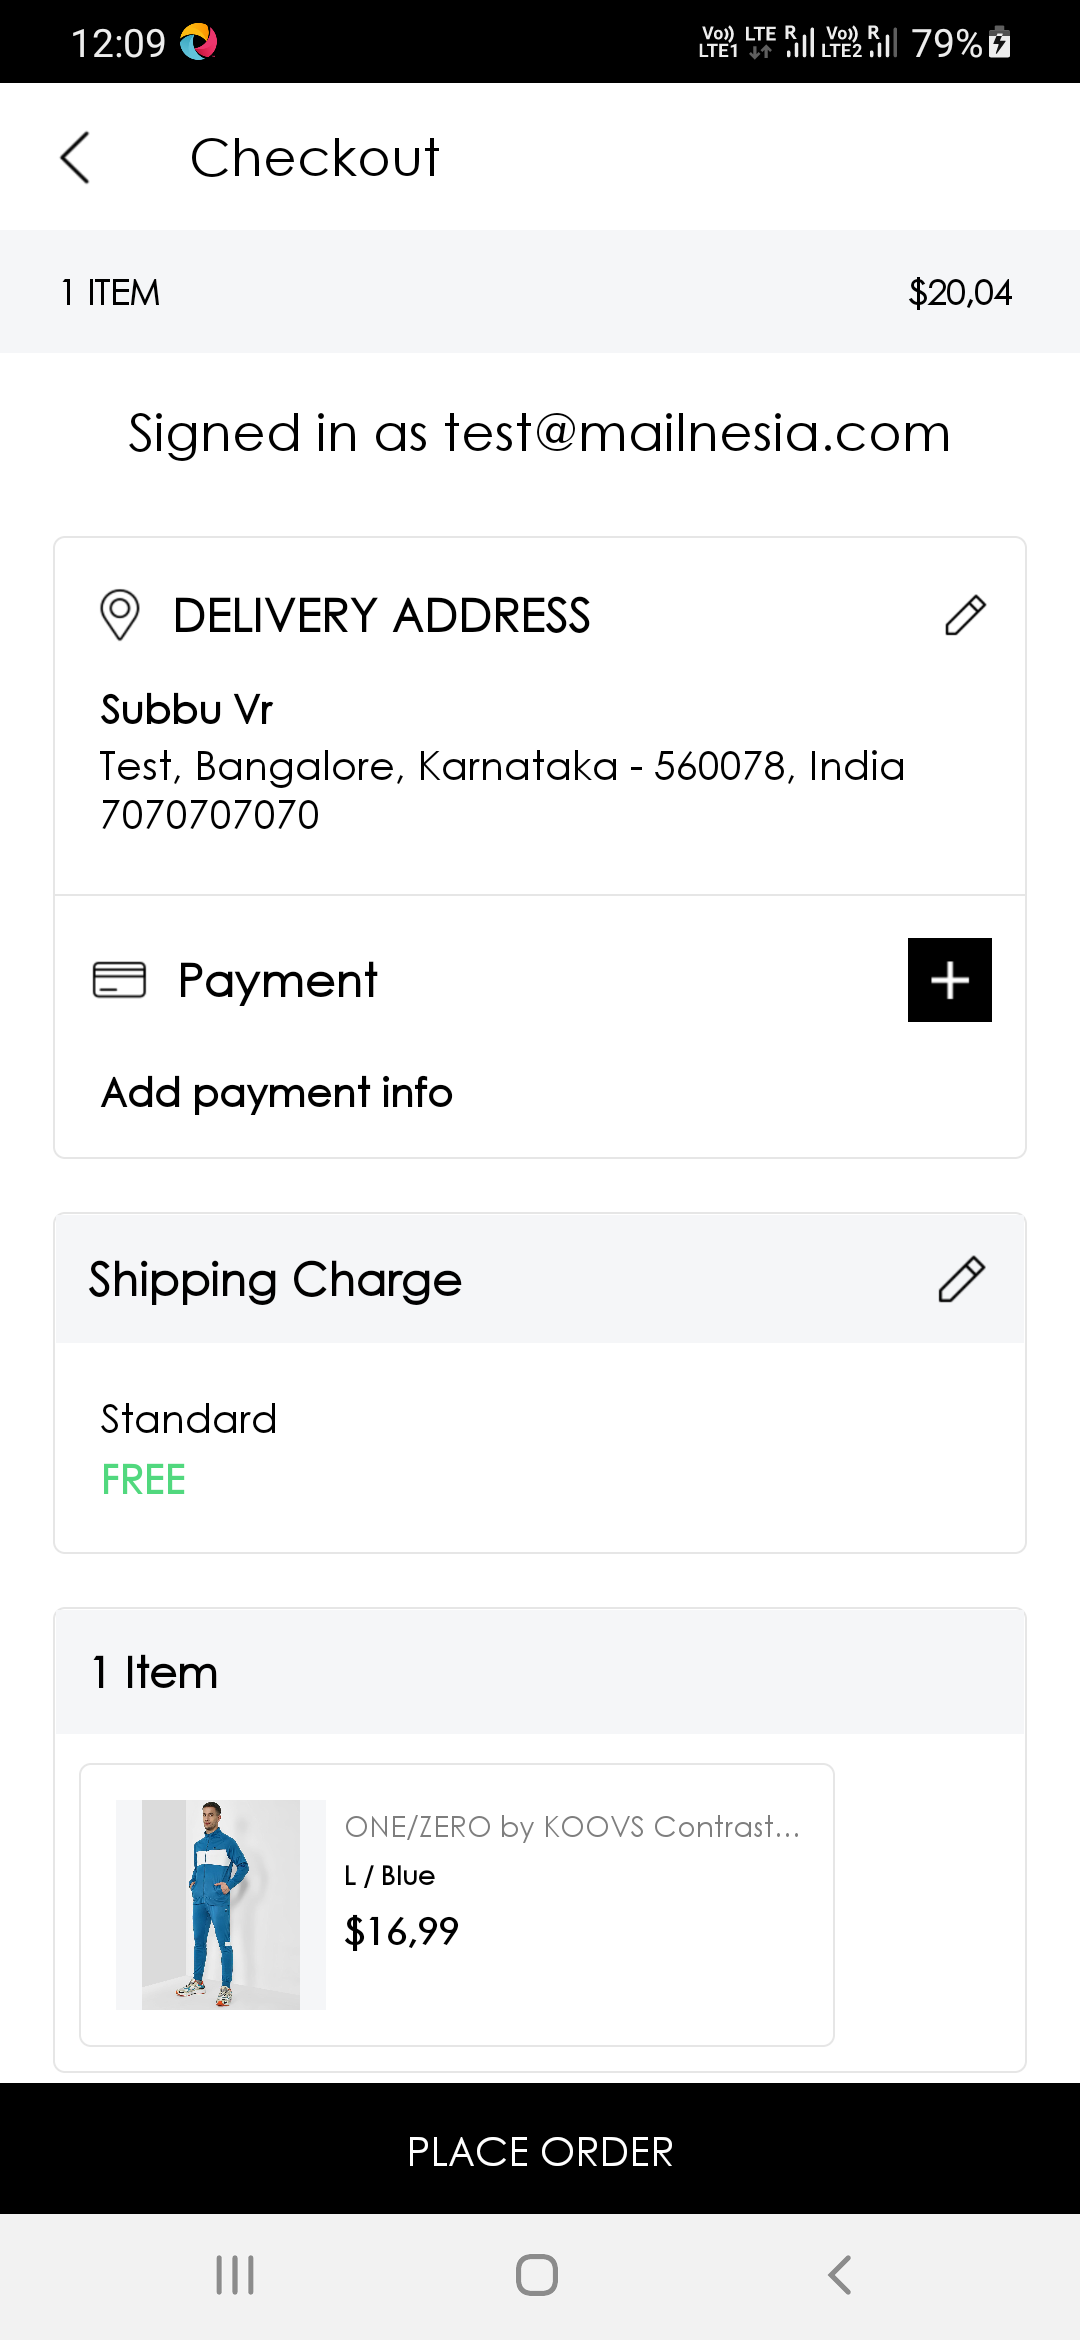 12:09
Vo)) LTE1 LTE R Vo)) LTE2 R 79%
Checkout
1 ITEM $20,04
Signed in as test@mailnesia.com
DELIVERY ADDRESS
Subbu Vr
Test, Bangalore, Karnataka - 560078, India
7070707070
Payment
Add payment info
Shipping Charge
Standard
FREE
1 Item
ONE/ZERO by KOOVS Contrast...
L / Blue
$16,99
PLACE ORDER